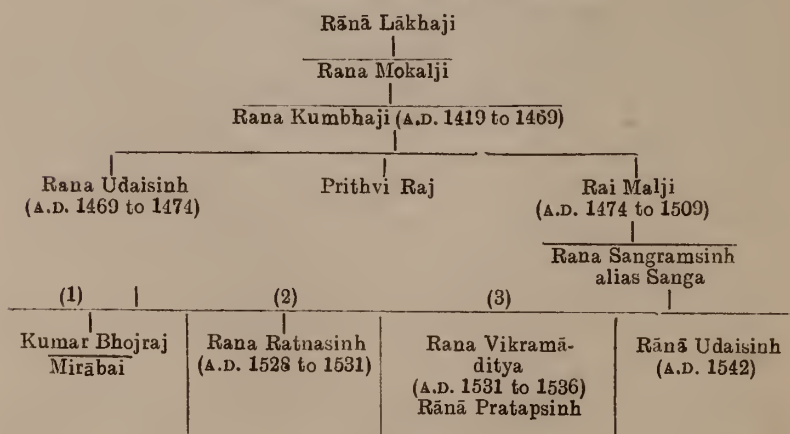 Rānā Lākhaji
Rana Mokalji
Rana Kumbhaji (A.D. 1419 to 1469)
Rana Udaisinh
(A.D. 1469 to 1474)
Prithvi Raj
Rai Malji
(A.D. 1474 to 1509)
Rana Sangramsinh
alias Sanga
(1) (2) (3)
Kumar Bhojraj
Mirābai
Rana Ratnasinh
(A.D. 1528 to 1531)
Rana Vikramā-
ditya
(A.D. 1531 to 1536)
Rānā Pratapsinh
Rānā Udaisinh
(A.D. 1542)